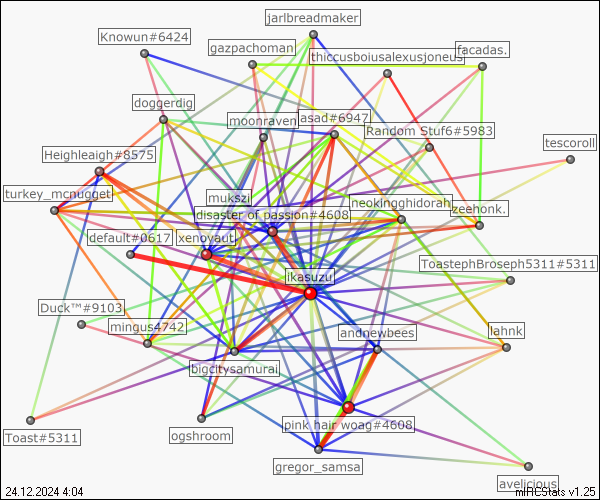 jarlbreadmaker
Knowun#6424
gazpachoman
thiccusboiusalexusjoneus
facadas.
doggerdig
moonraven
asad#6947
Random Stuf6#5983
tescoroll
Heighleaigh#8575
turkey_mcnugget
mukszi
neokingghidorah
zeehonk.
disaster of passion#4608
default#0617
xenoyaut
ikasuzu
ToastephBroseph5311#5311
Duck™#9103
mingus4742
andnewbees
lahnk
bigcitysamurai
Toast#5311
ogshroom
pink hair woag#4608
gregor_samsa
avelicious
24.12.2024 4:04
mIRCStats v1.25